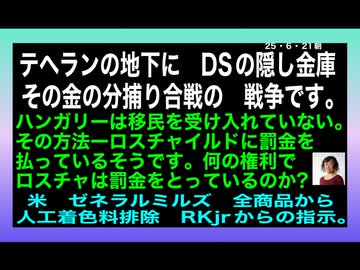 25・6・21朝
テヘランの地下に　DSの隠し金庫
その金の分捕り合戦の　戦争です。
ハンガリーは移民を受け入れていない。
その方法ーロスチャイルドに罰金を
払っているそうです。何の権利で
ロスチャは罰金をとっているのか?
米　ゼネラルミルズ　全商品から
人工着色料排除　RKjrからの指示。